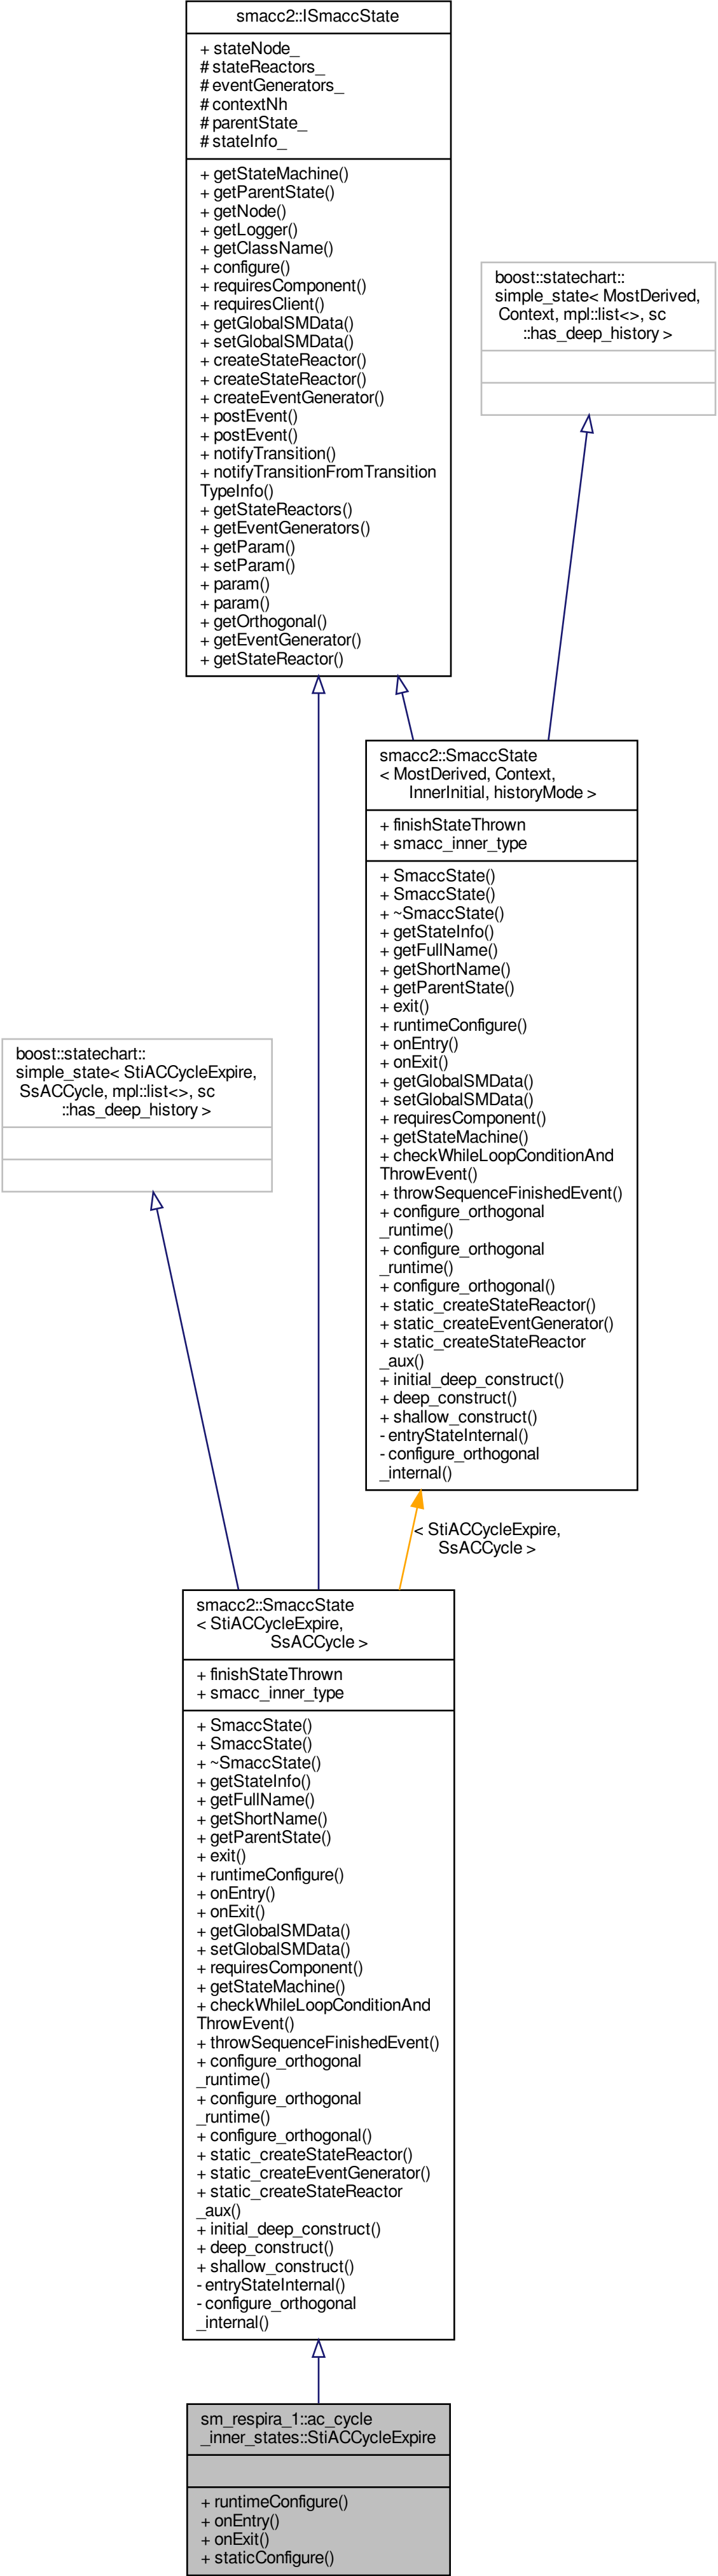 smacc2::ISmaccState
+ stateNode_
# stateReactors_
# eventGenerators_
# contextNh
# parentState_
# stateInfo_
+ getStateMachine()
+ getParentState()
+ getNode()
+ getLogger()
+ getClassName()
+ configure()
+ requiresComponent()
+ requiresClient()
+ getGlobalSMData()
+ setGlobalSMData()
+ createStateReactor()
+ createStateReactor()
+ createEventGenerator()
+ postEvent()
+ postEvent()
+ notifyTransition()
+ notifyTransitionFromTransition
TypeInfo()
+ getStateReactors()
+ getEventGenerators()
+ getParam()
+ setParam()
+ param()
+ param()
+ getOrthogonal()
+ getEventGenerator()
+ getStateReactor()
boost::statechart::
simple_state< MostDerived,
Context, mpl::list<>, sc
::has_deep_history >
smacc2::SmaccState
< MostDerived, Context,
InnerInitial, historyMode >
+ finishStateThrown
+ smacc_inner_type
+ SmaccState()
+ SmaccState()
+ ~SmaccState()
+ getStateInfo()
+ getFullName()
+ getShortName()
+ getParentState()
+ exit()
+ runtimeConfigure()
+ onEntry()
+ onExit()
+ getGlobalSMData()
+ setGlobalSMData()
+ requiresComponent()
+ getStateMachine()
+ checkWhileLoopConditionAnd
ThrowEvent()
+ throwSequenceFinishedEvent()
+ configure_orthogonal
_runtime()
+ configure_orthogonal
_runtime()
+ configure_orthogonal()
+ static_createStateReactor()
+ static_createEventGenerator()
+ static_createStateReactor
_aux()
+ initial_deep_construct()
+ deep_construct()
+ shallow_construct()
- entryStateInternal()
- configure_orthogonal
_internal()
boost::statechart::
simple_state< StiACCycleExpire,
SsACCycle, mpl::list<>, sc
::has_deep_history >
< StiACCycleExpire,
SsACCycle >
smacc2::SmaccState
< StiACCycleExpire,
SsACCycle >
+ finishStateThrown
+ smacc_inner_type
+ SmaccState()
+ SmaccState()
+ ~SmaccState()
+ getStateInfo()
+ getFullName()
+ getShortName()
+ getParentState()
+ exit()
+ runtimeConfigure()
+ onEntry()
+ onExit()
+ getGlobalSMData()
+ setGlobalSMData()
+ requiresComponent()
+ getStateMachine()
+ checkWhileLoopConditionAnd
ThrowEvent()
+ throwSequenceFinishedEvent()
+ configure_orthogonal
_runtime()
+ configure_orthogonal
_runtime()
+ configure_orthogonal()
+ static_createStateReactor()
+ static_createEventGenerator()
+ static_createStateReactor
_aux()
+ initial_deep_construct()
+ deep_construct()
+ shallow_construct()
- entryStateInternal()
- configure_orthogonal
_internal()
sm_respira_1::ac_cycle
_inner_states::StiACCycleExpire
+ runtimeConfigure()
+ onEntry()
+ onExit()
+ staticConfigure()